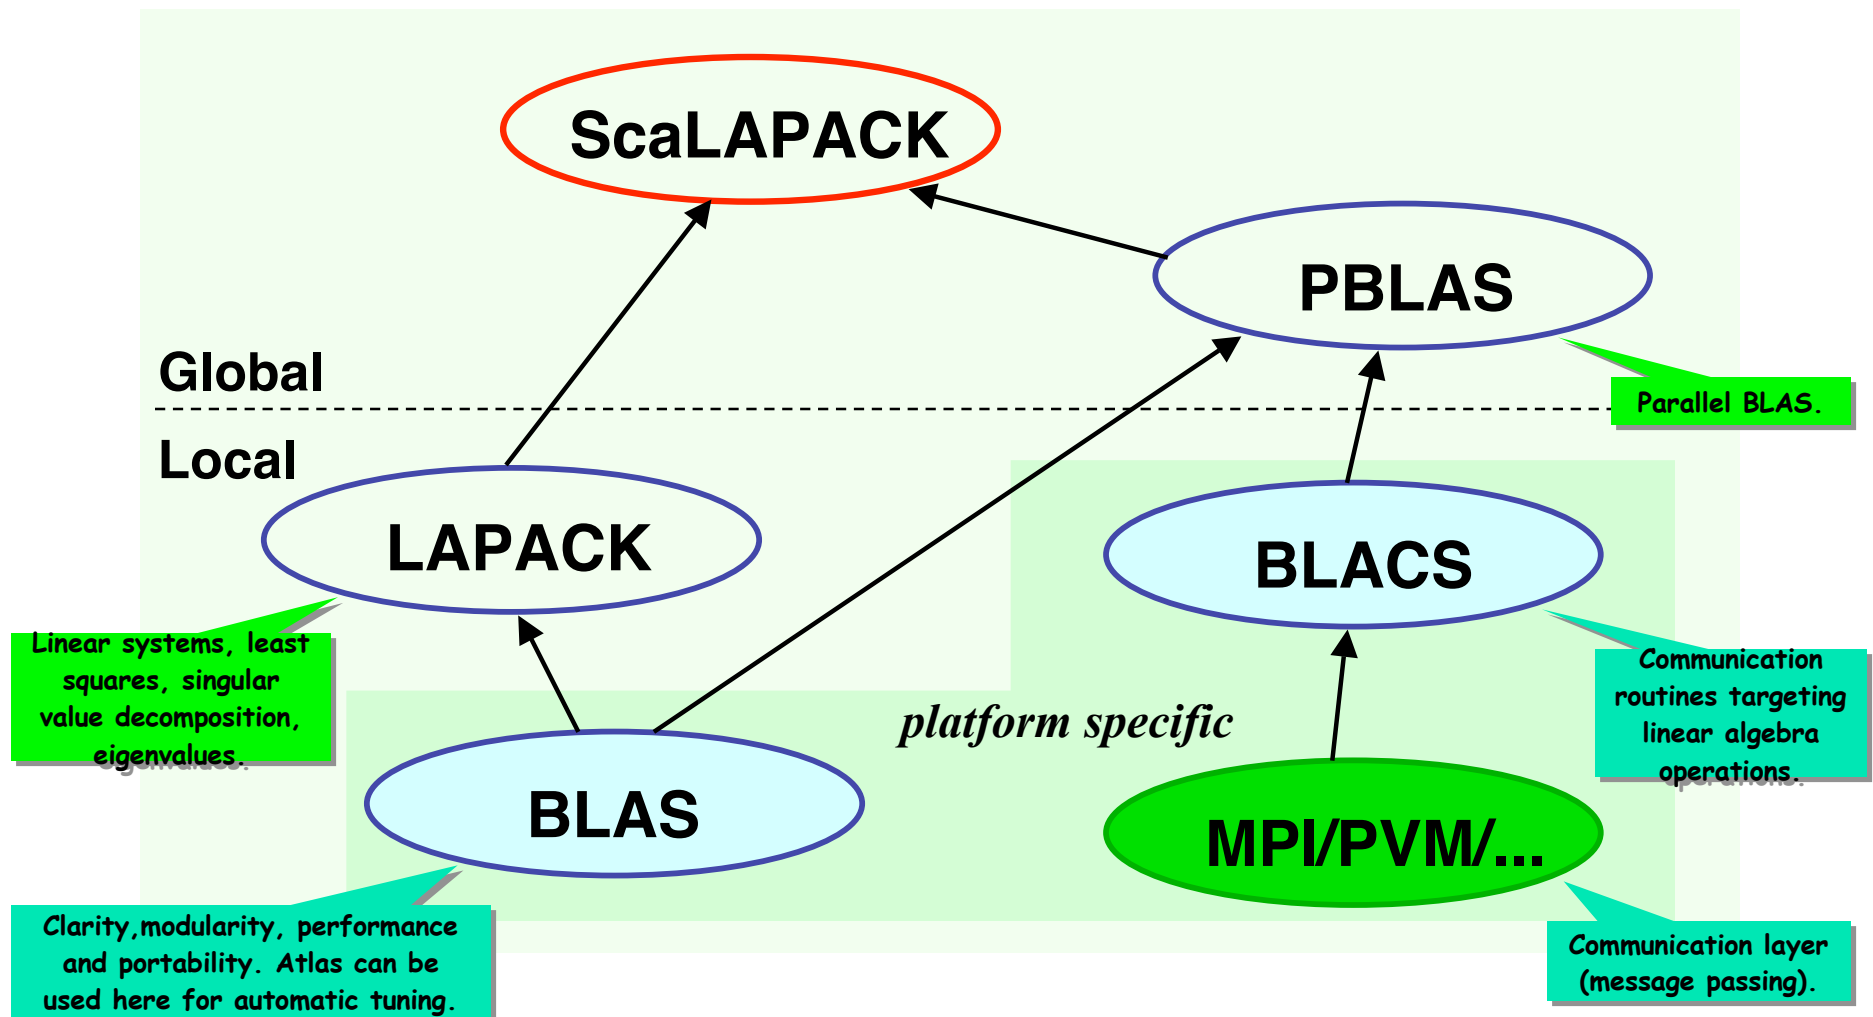 ScaLAPACK
PBLAS
Global
Parallel BLAS.
Local
LAPACK
BLACS
Linear systems, least
squares, singular
value decomposition,
eigenvalues.
Communication
routines targeting
linear algebra
operations.
platform specific
BLAS
MPI/PVM/...
Clarity,modularity, performance
and portability. Atlas can be
used here for automatic tuning.
Communication layer
(message passing).